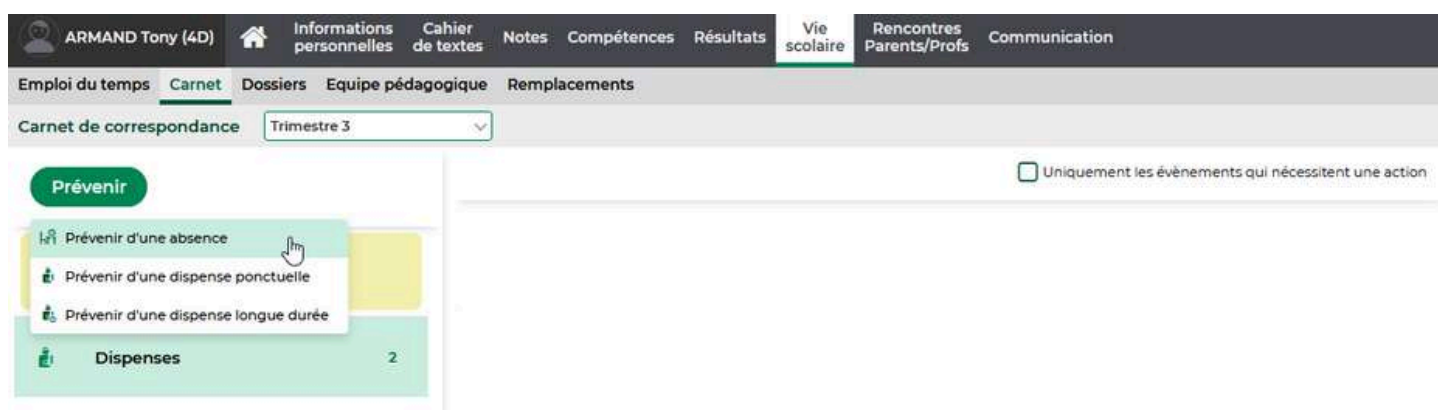 ARMAND Tony (4D)
Informations personnelles
Cahier de textes
Notes
Compétences
Résultats
Vie scolaire
Rencontres Parents/Profs
Communication
Emploi du temps
Carnet
Dossiers
Equipe pédagogique
Remplacements
Carnet de correspondance
Trimestre 3
Prévenir
Uniquement les évènements qui nécessitent une action
Prévenir d'une absence
Prévenir d'une dispense ponctuelle
Prévenir d'une dispense longue durée
Dispenses 2